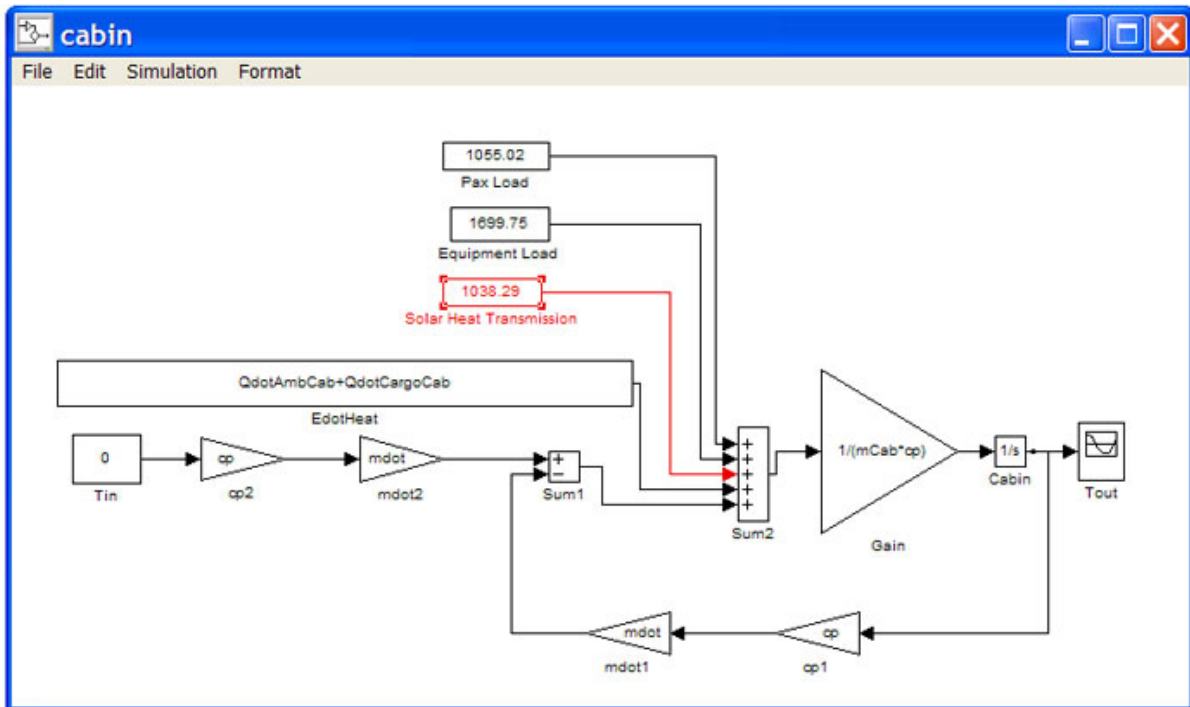 cabin
File Edit Simulation Format
1055.02
Pax Load
1699.75
Equipment Load
1038.29
Solar Heat Transmission
QdotAmbCab+QdotCargoCab
EdotHeat
0
Tin
cp
cp2
mdot
mdot2
+
−
Sum1
+
+
+
+
+
Sum2
1/(mCab*cp)
Gain
1/s
Cabin
Tout
mdot
mdot1
cp
cp1